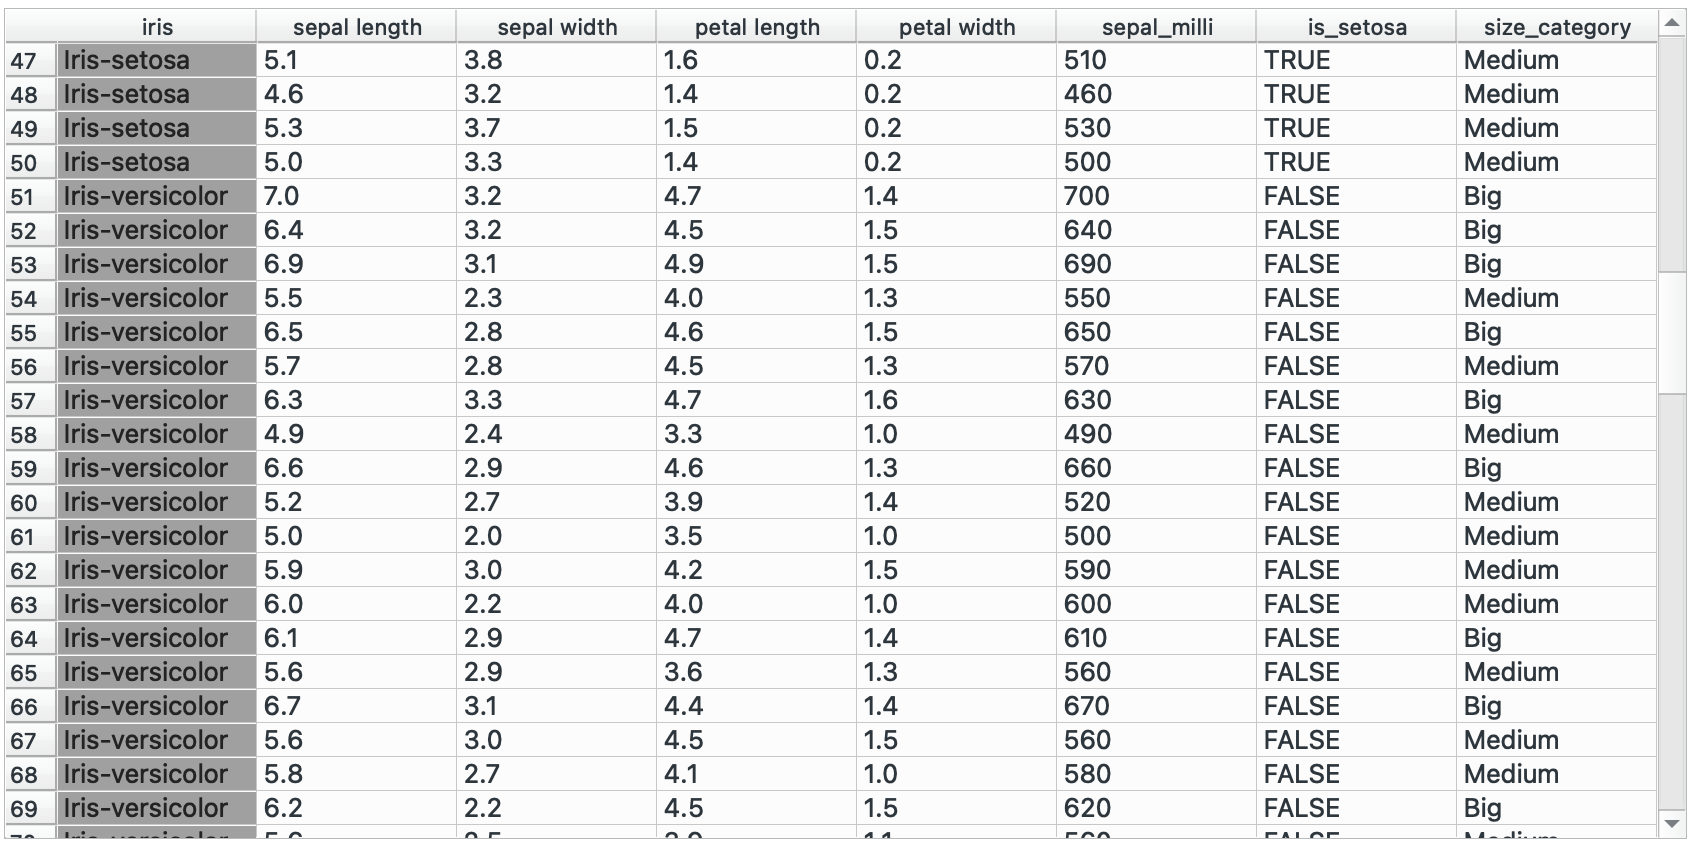 iris sepal length sepal width petal length petal width sepal_milli is_setosa size_category
47 Iris-setosa 5.1 3.8 1.6 0.2 510 TRUE Medium
48 Iris-setosa 4.6 3.2 1.4 0.2 460 TRUE Medium
49 Iris-setosa 5.3 3.7 1.5 0.2 530 TRUE Medium
50 Iris-setosa 5.0 3.3 1.4 0.2 500 TRUE Medium
51 Iris-versicolor 7.0 3.2 4.7 1.4 700 FALSE Big
52 Iris-versicolor 6.4 3.2 4.5 1.5 640 FALSE Big
53 Iris-versicolor 6.9 3.1 4.9 1.5 690 FALSE Big
54 Iris-versicolor 5.5 2.3 4.0 1.3 550 FALSE Medium
55 Iris-versicolor 6.5 2.8 4.6 1.5 650 FALSE Big
56 Iris-versicolor 5.7 2.8 4.5 1.3 570 FALSE Medium
57 Iris-versicolor 6.3 3.3 4.7 1.6 630 FALSE Big
58 Iris-versicolor 4.9 2.4 3.3 1.0 490 FALSE Medium
59 Iris-versicolor 6.6 2.9 4.6 1.3 660 FALSE Big
60 Iris-versicolor 5.2 2.7 3.9 1.4 520 FALSE Medium
61 Iris-versicolor 5.0 2.0 3.5 1.0 500 FALSE Medium
62 Iris-versicolor 5.9 3.0 4.2 1.5 590 FALSE Medium
63 Iris-versicolor 6.0 2.2 4.0 1.0 600 FALSE Medium
64 Iris-versicolor 6.1 2.9 4.7 1.4 610 FALSE Big
65 Iris-versicolor 5.6 2.9 3.6 1.3 560 FALSE Medium
66 Iris-versicolor 6.7 3.1 4.4 1.4 670 FALSE Big
67 Iris-versicolor 5.6 3.0 4.5 1.5 560 FALSE Medium
68 Iris-versicolor 5.8 2.7 4.1 1.0 580 FALSE Medium
69 Iris-versicolor 6.2 2.2 4.5 1.5 620 FALSE Big